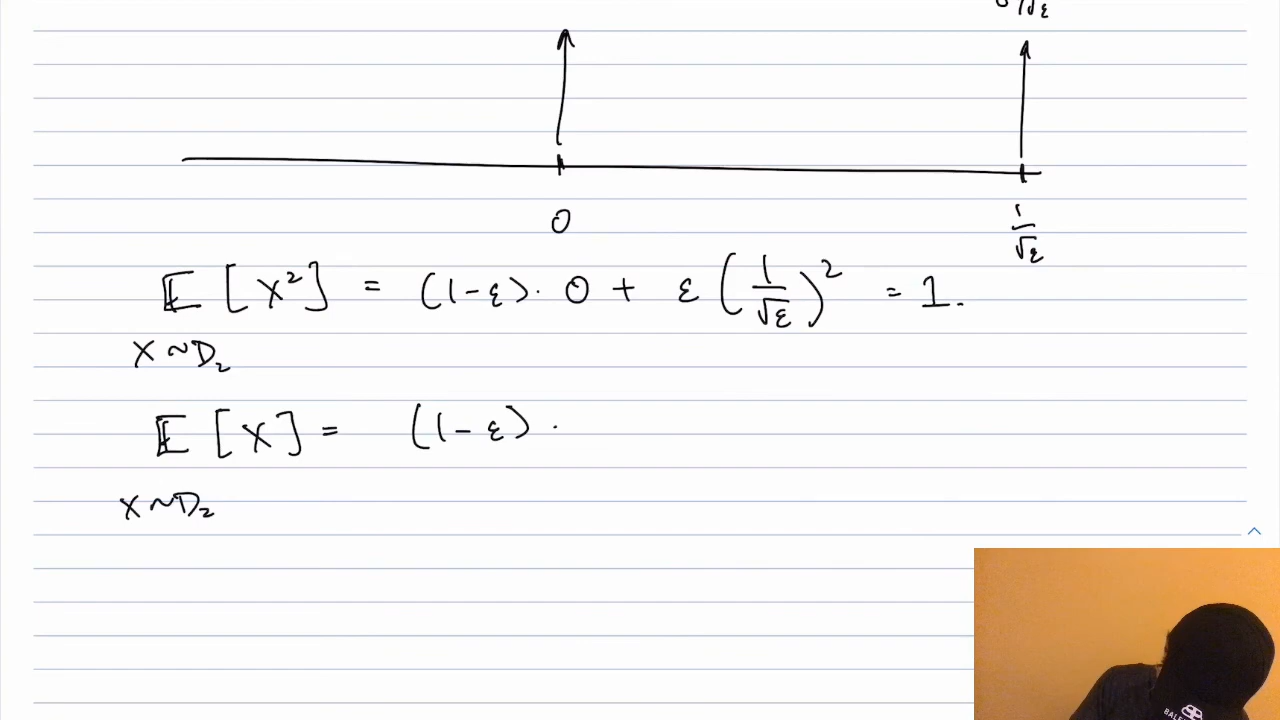 0 1/√ε
𝔼 [X²] = (1-ε)· 0 + ε (1/√ε)² = 1.
X ~ D₂
𝔼 [X] = (1-ε) ·
X ~ D₂